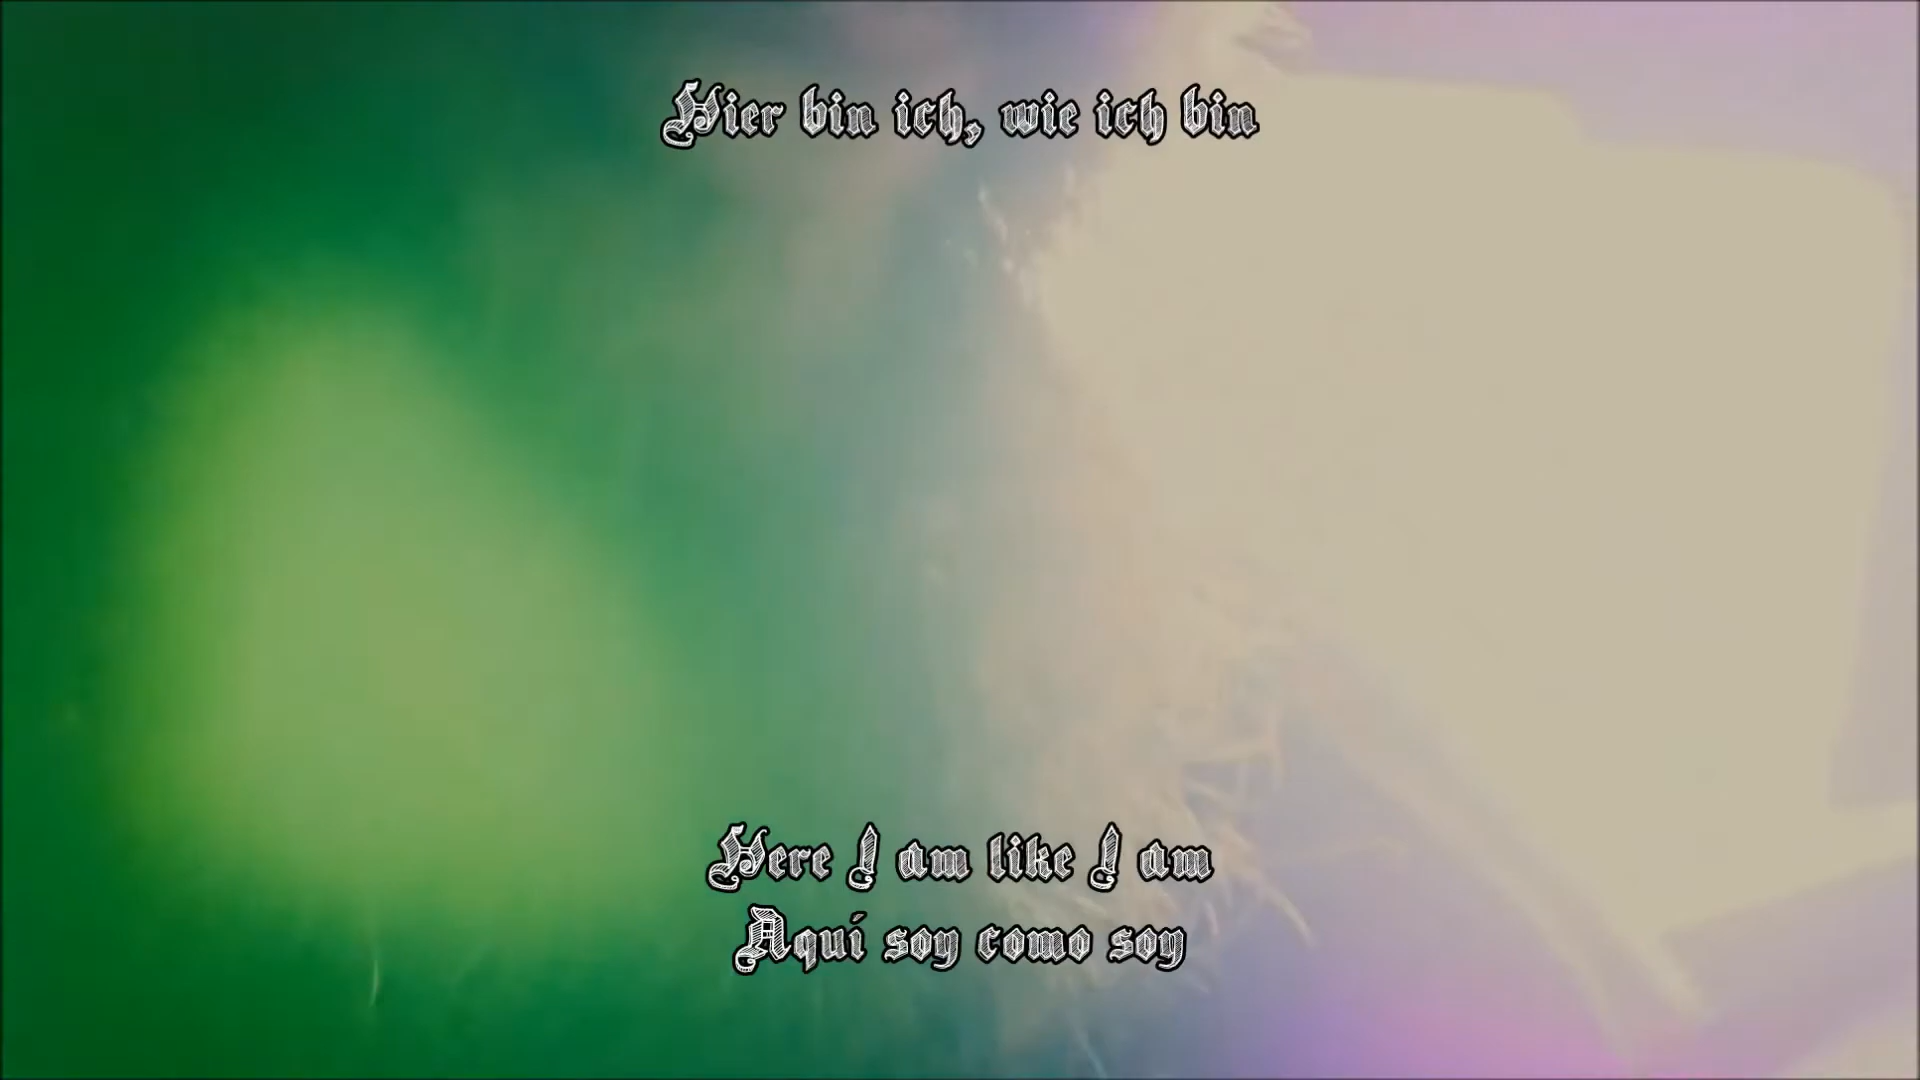 Hier bin ich, wie ich bin
Here I am like I am
Aquí soy como soy